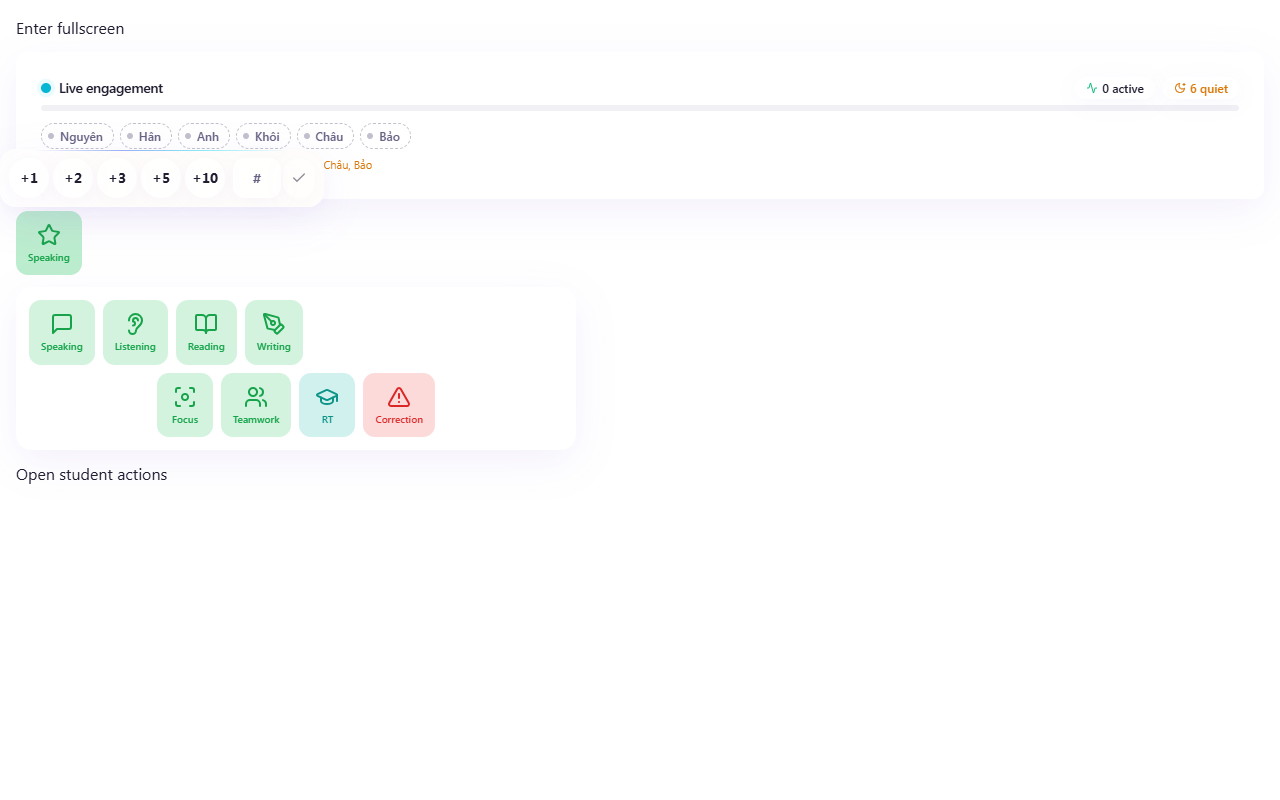 Enter fullscreen
Live engagement
0 active
6 quiet
Nguyên
Hân
Anh
Khôi
Châu
Bảo
Châu, Bảo
+1
+2
+3
+5
+10
#
Speaking
Speaking
Listening
Reading
Writing
Focus
Teamwork
RT
Correction
Open student actions